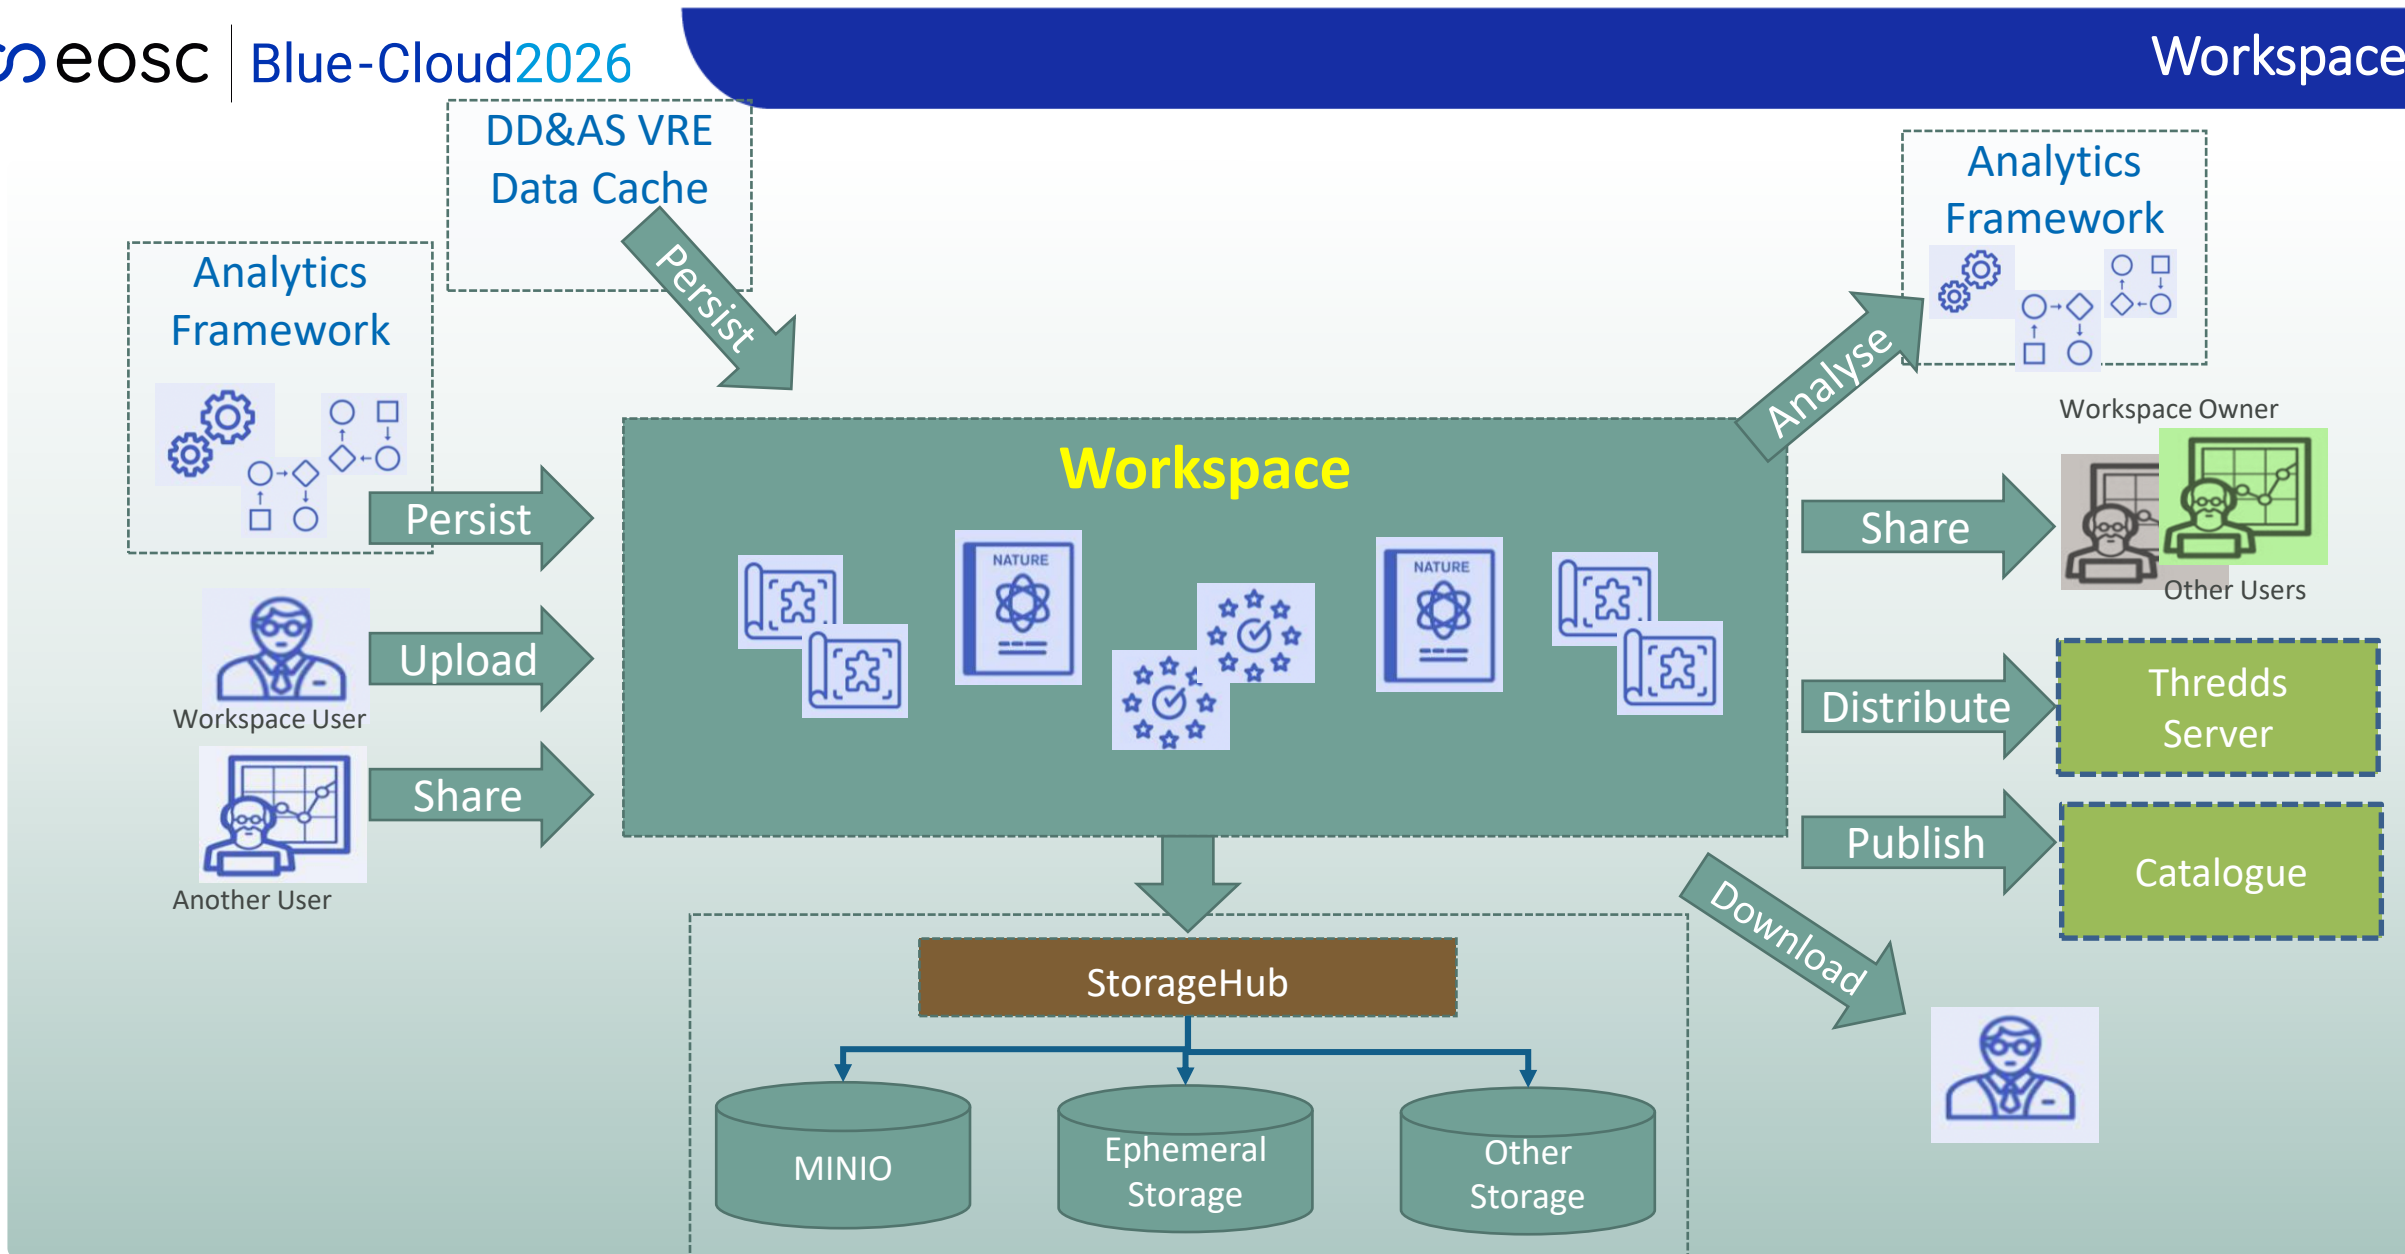 eosc
Blue-Cloud2026
Workspace
DD&AS VRE
Data Cache
Persist
Analytics
Framework
Persist
Workspace User
Upload
Another User
Share
Workspace
NATURE
NATURE
Analyse
Analytics
Framework
Workspace Owner
Share
Other Users
Distribute
Thredds
Server
Publish
Catalogue
Download
StorageHub
MINIO
Ephemeral
Storage
Other
Storage